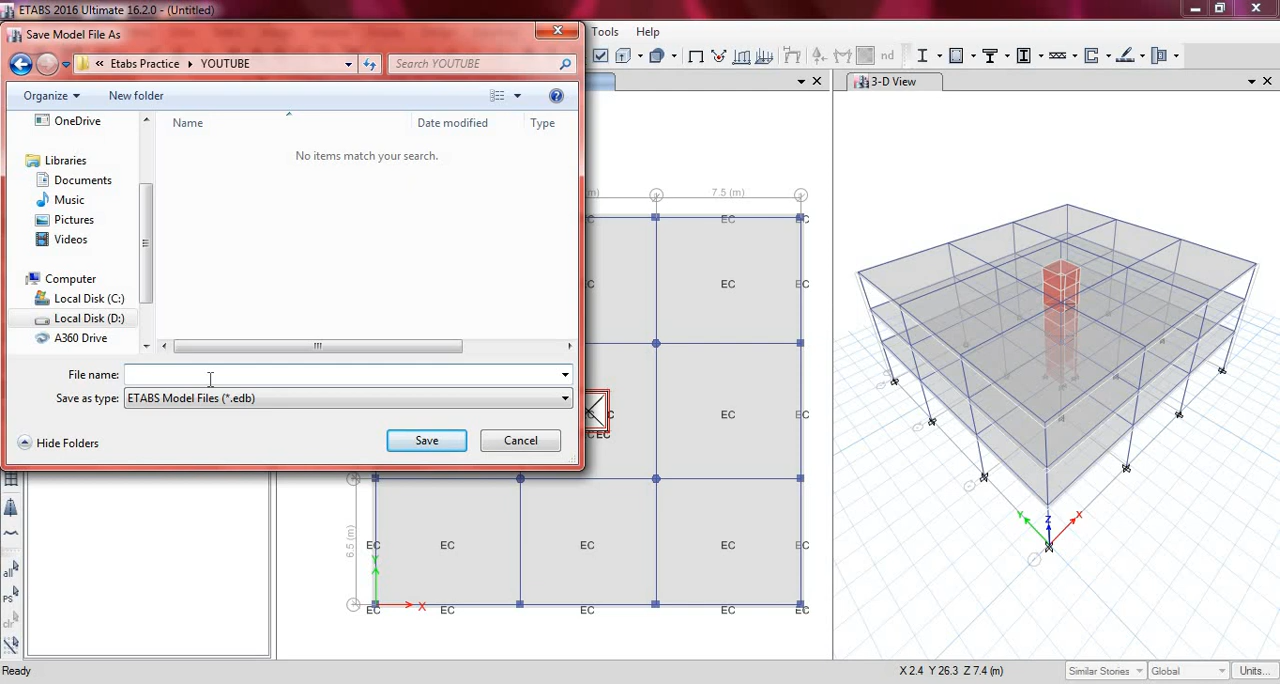 ETABS 2016 Ultimate 16.2.0 - (Untitled)
Save Model File As
Tools
Help
« Etabs Practice ▸ YOUTUBE
Search YOUTUBE
nd
Organize
New folder
3-D View
OneDrive
Name
Date modified
Type
No items match your search.
Libraries
Documents
Music
Pictures
Videos
(m)
7.5 (m)
EC
EC
EC
EC
EC
Computer
Local Disk (C:)
Local Disk (D:)
A360 Drive
File name:
Save as type:
ETABS Model Files (*.edb)
Hide Folders
Save
Cancel
C
C
EC
EC
C EC
all
PS
clr
6.5 (m)
EC
EC
EC
EC
EC
Y
X
EC
EC
EC
EC
EC
Y
Z
X
Ready
X 2.4 Y 26.3 Z 7.4 (m)
Similar Stories
Global
Units...